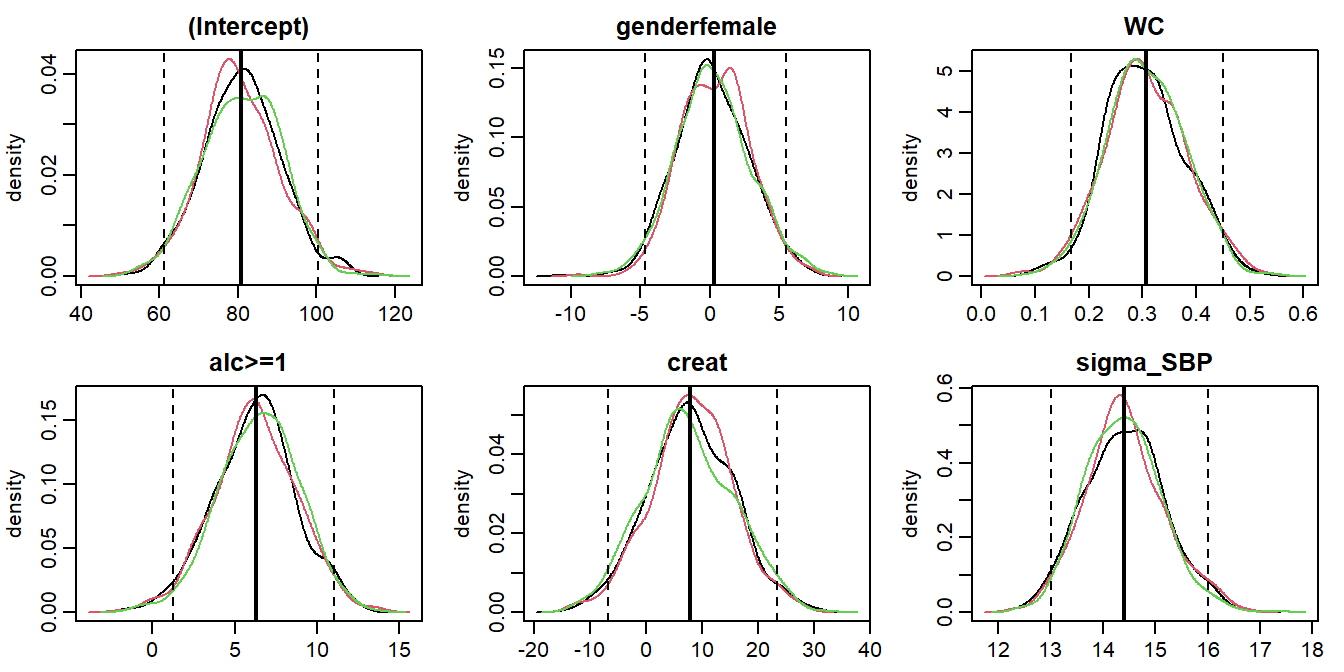 (Intercept)
density
0.00 0.02 0.04
40 60 80 100 120
genderfemale
density
0.00 0.05 0.10 0.15
-10 -5 0 5 10
WC
density
0 1 2 3 4 5
0.0 0.1 0.2 0.3 0.4 0.5 0.6
alc>=1
density
0.00 0.05 0.10 0.15
0 5 10 15
creat
density
0.00 0.02 0.04
-20 -10 0 10 20 30 40
sigma_SBP
density
0.0 0.2 0.4 0.6
12 13 14 15 16 17 18